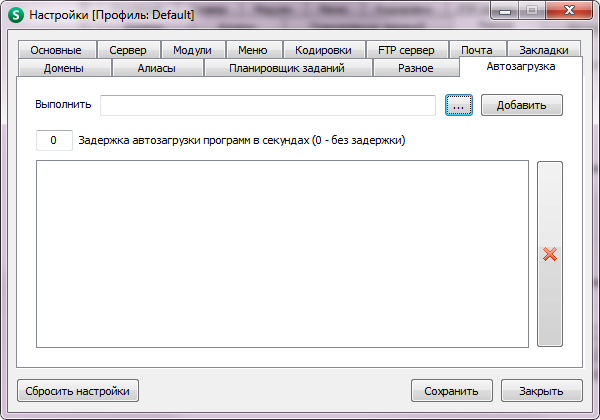 Настройки [Профиль: Default]
Основные Сервер Модули Меню Кодировки FTP сервер Почта Закладки
Домены Алиасы Планировщик заданий Разное Автозагрузка
Выполнить ... Добавить
0 Задержка автозагрузки программ в секундах (0 - без задержки)
Сбросить настройки Сохранить Закрыть